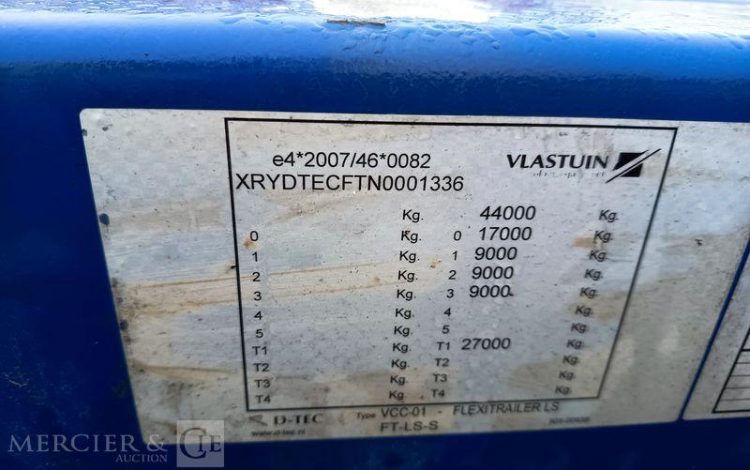 e4*2007/46*0082 VLASTUIN
XRYDTECFTN0001336
Kg. 44000 Kg.
0 Kg. 0 17000 Kg.
1 Kg. 1 9000 Kg.
2 Kg. 2 9000 Kg.
3 Kg. 3 9000 Kg.
4 Kg. 4 Kg.
5 Kg. 5 Kg.
T1 Kg. T1 27000 Kg.
T2 Kg. T2 Kg.
T3 Kg. T3 Kg.
T4 Kg. T4 Kg.
D-TEC Type VCC-01 - FLEXITRAILER LS
www.d-tec.nl FT-LS-S
MERCIER & CIE
AUCTION